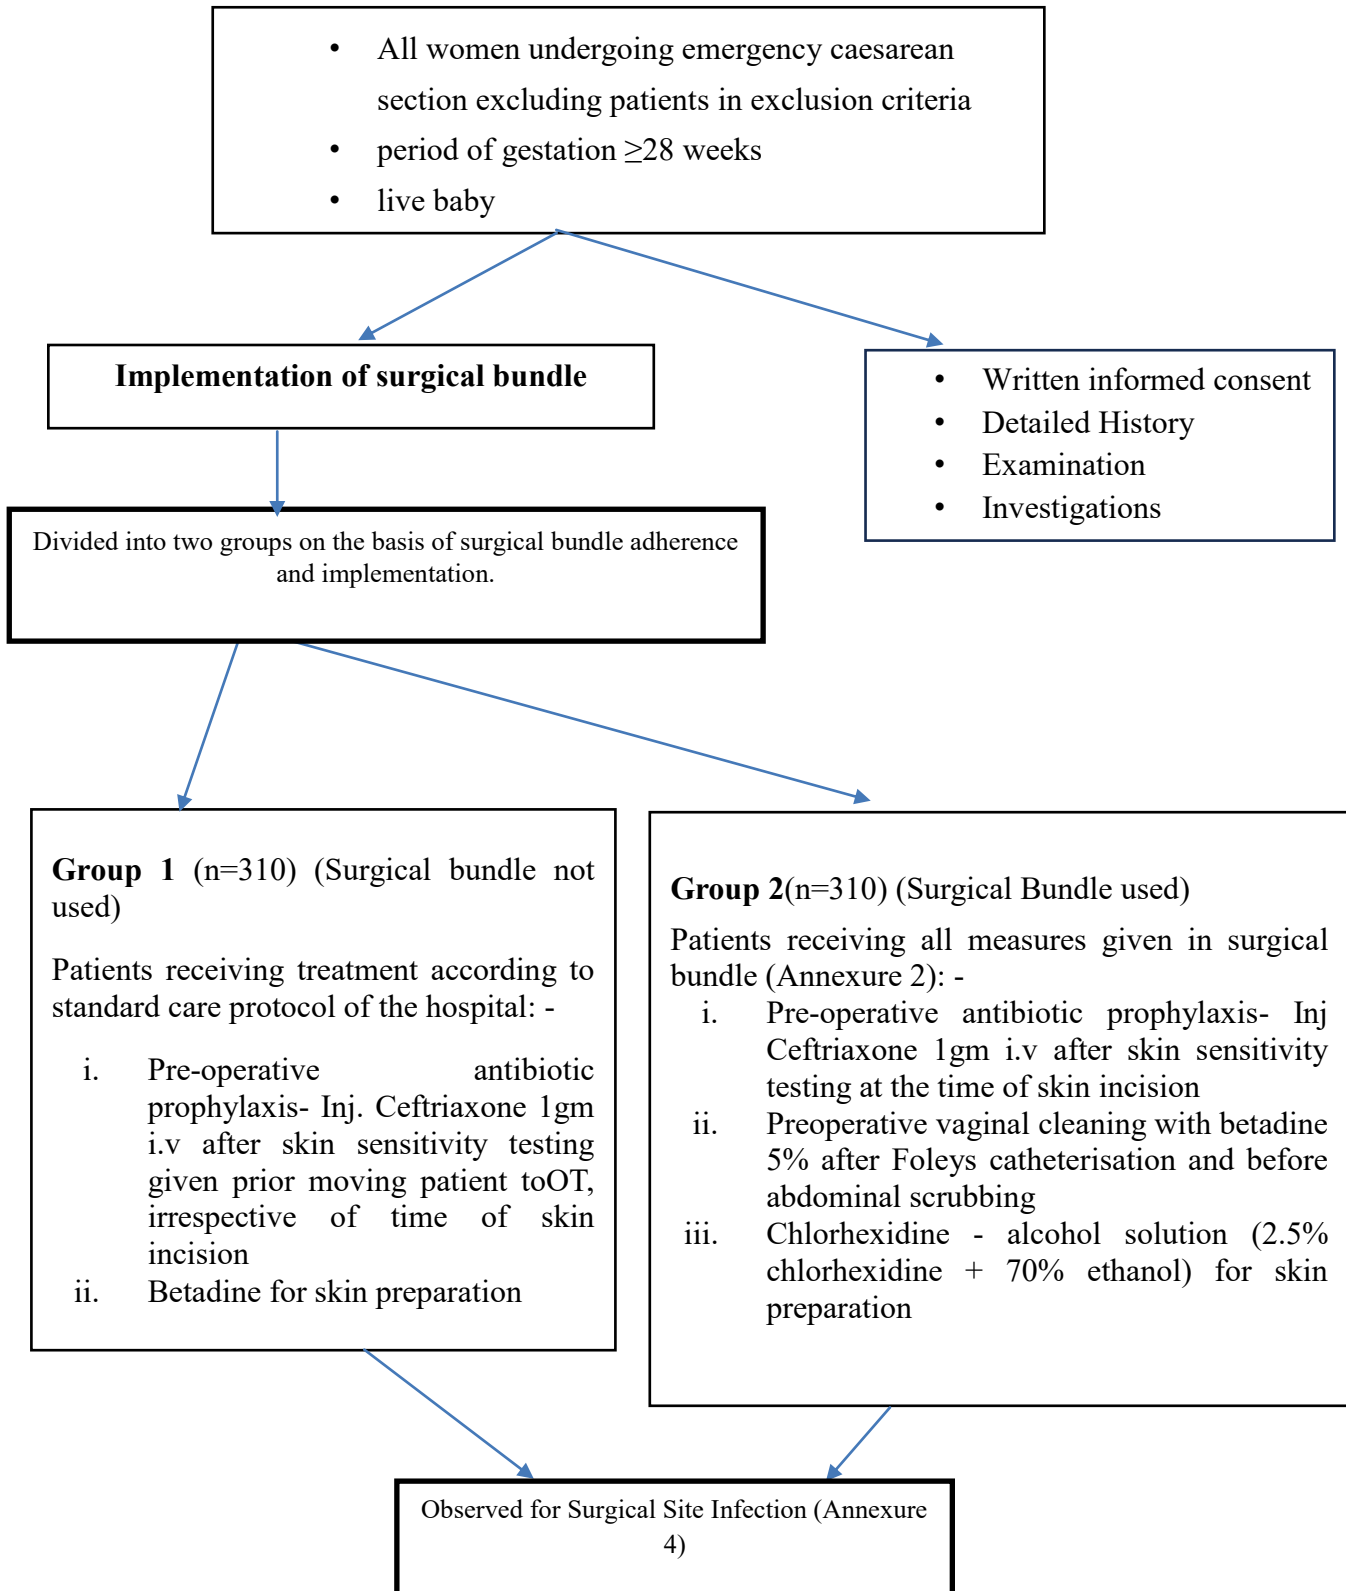 • All women undergoing emergency caesarean
section excluding patients in exclusion criteria
• period of gestation ≥28 weeks
• live baby
Implementation of surgical bundle
• Written informed consent
• Detailed History
• Examination
• Investigations
Divided into two groups on the basis of surgical bundle adherence
and implementation.
Group 1 (n=310) (Surgical bundle not
used)
Patients receiving treatment according to
standard care protocol of the hospital: -
i. Pre-operative antibiotic
prophylaxis- Inj. Ceftriaxone 1gm
i.v after skin sensitivity testing
given prior moving patient toOT,
irrespective of time of skin
incision
ii. Betadine for skin preparation
Group 2(n=310) (Surgical Bundle used)
Patients receiving all measures given in surgical
bundle (Annexure 2): -
i. Pre-operative antibiotic prophylaxis- Inj
Ceftriaxone 1gm i.v after skin sensitivity
testing at the time of skin incision
ii. Preoperative vaginal cleaning with betadine
5% after Foleys catheterisation and before
abdominal scrubbing
iii. Chlorhexidine - alcohol solution (2.5%
chlorhexidine + 70% ethanol) for skin
preparation
Observed for Surgical Site Infection (Annexure
4)